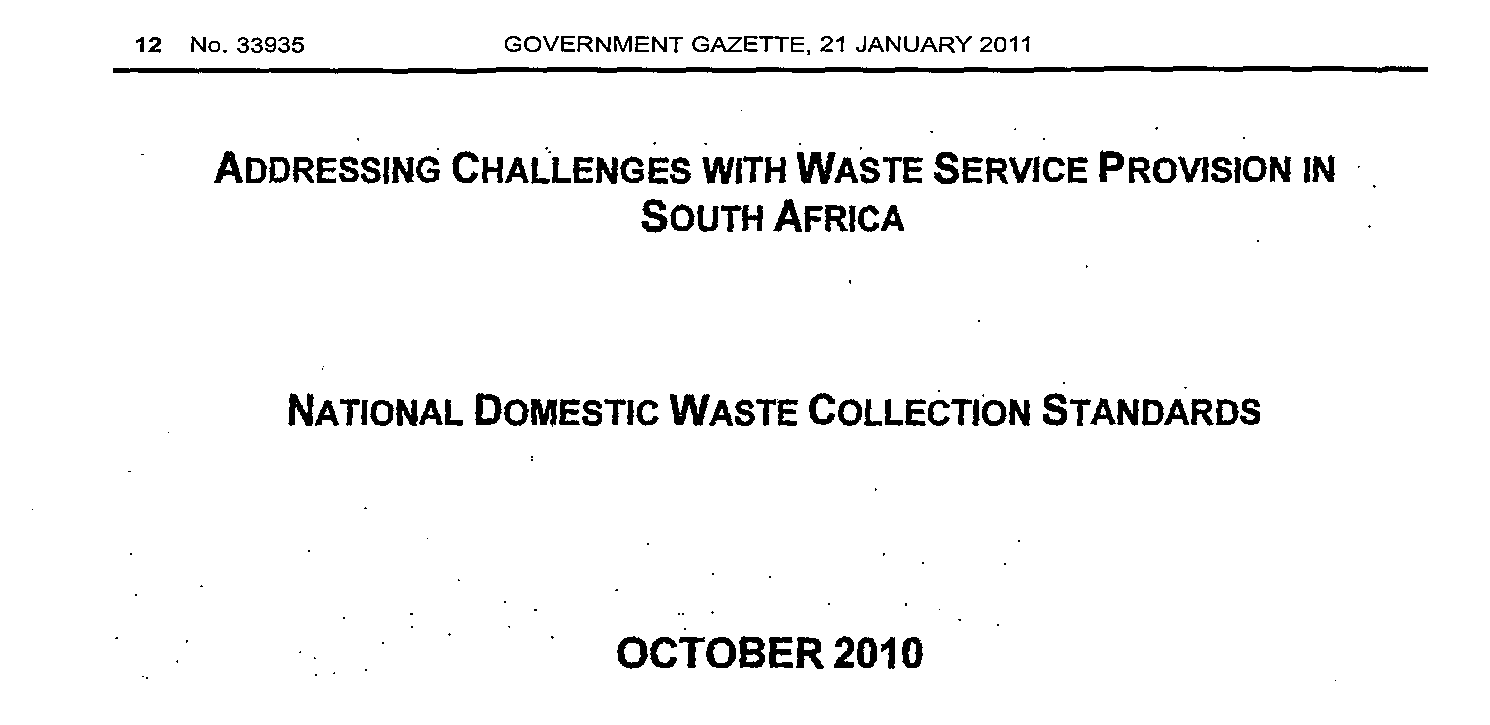 12 No. 33935 GOVERNMENT GAZETTE, 21 JANUARY 2011
ADDRESSING CHALLENGES WITH WASTE SERVICE PROVISION IN
SOUTH AFRICA
NATIONAL DOMESTIC WASTE COLLECTION STANDARDS
OCTOBER 2010